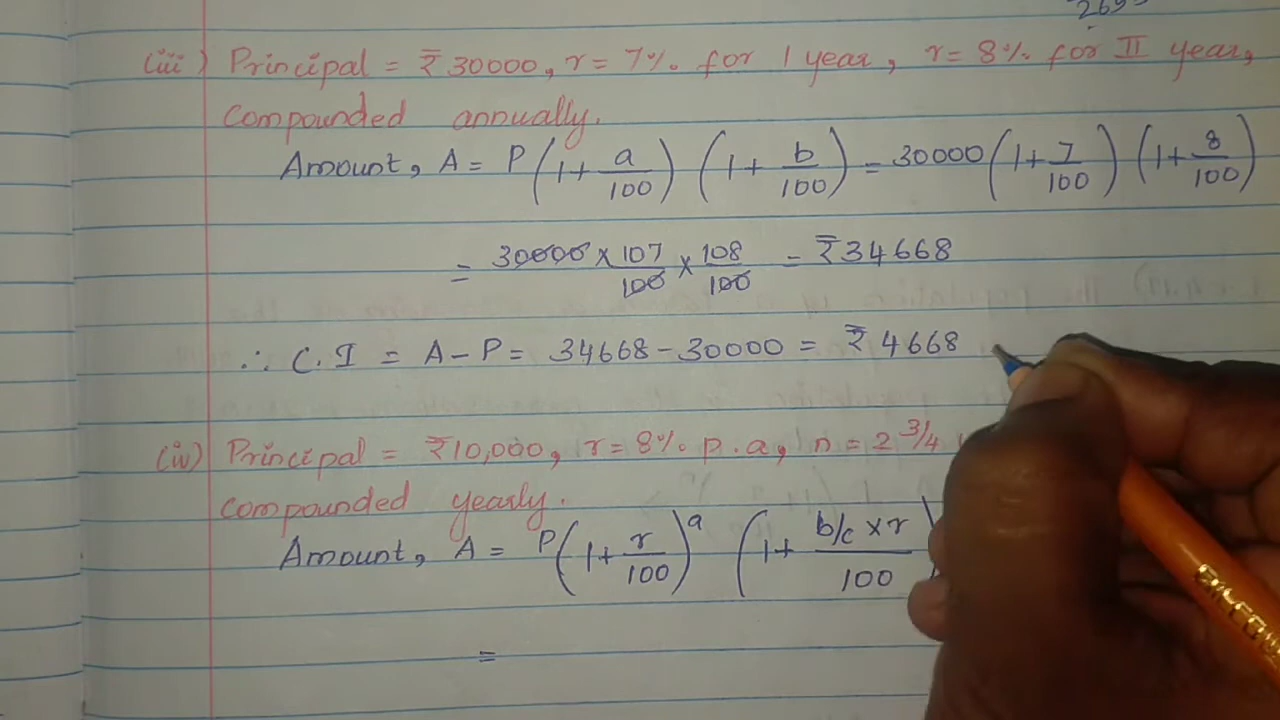 269
(iii) Principal = ₹30000, r = 7% for 1 year, r = 8% for II year,
compounded annually.
Amount, A = P(1 + a/100) (1 + b/100) = 30000(1 + 7/100)(1 + 8/100)
= 30000 × 107/100 × 108/100 = ₹34668
∴ C.I = A - P = 34668 - 30000 = ₹4668
(iv) Principal = ₹10,000, r = 8% p.a, n = 2 3/4
compounded yearly.
Amount, A = P(1 + r/100)^a (1 + b/c × r/100)
=